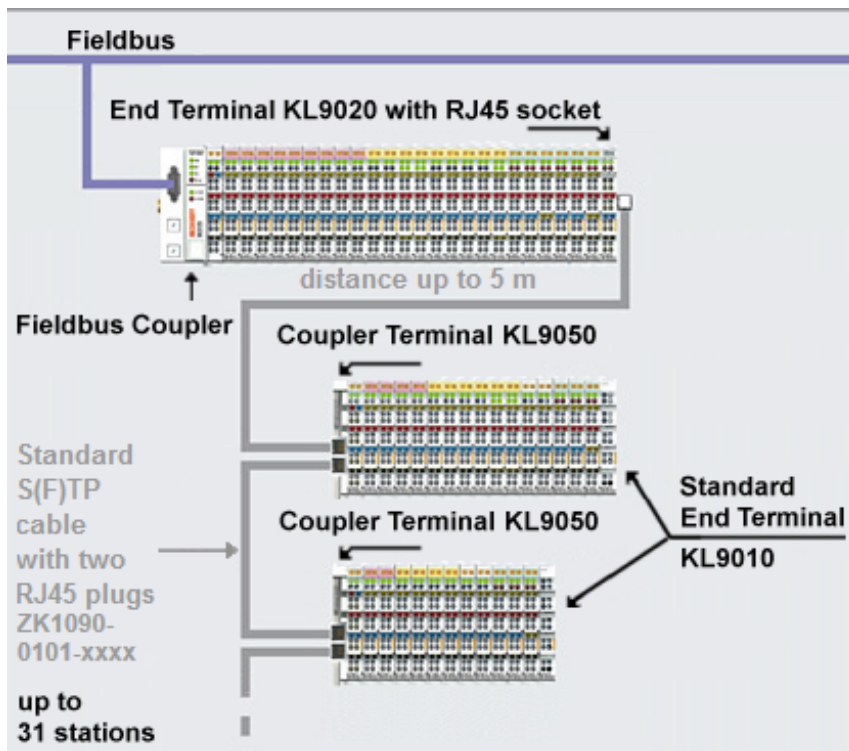 Fieldbus
End Terminal KL9020 with RJ45 socket
distance up to 5 m
Fieldbus Coupler
Coupler Terminal KL9050
Standard
S(F)TP
cable
with two
RJ45 plugs
ZK1090-
0101-xxxx
Standard
End Terminal
KL9010
Coupler Terminal KL9050
up to
31 stations